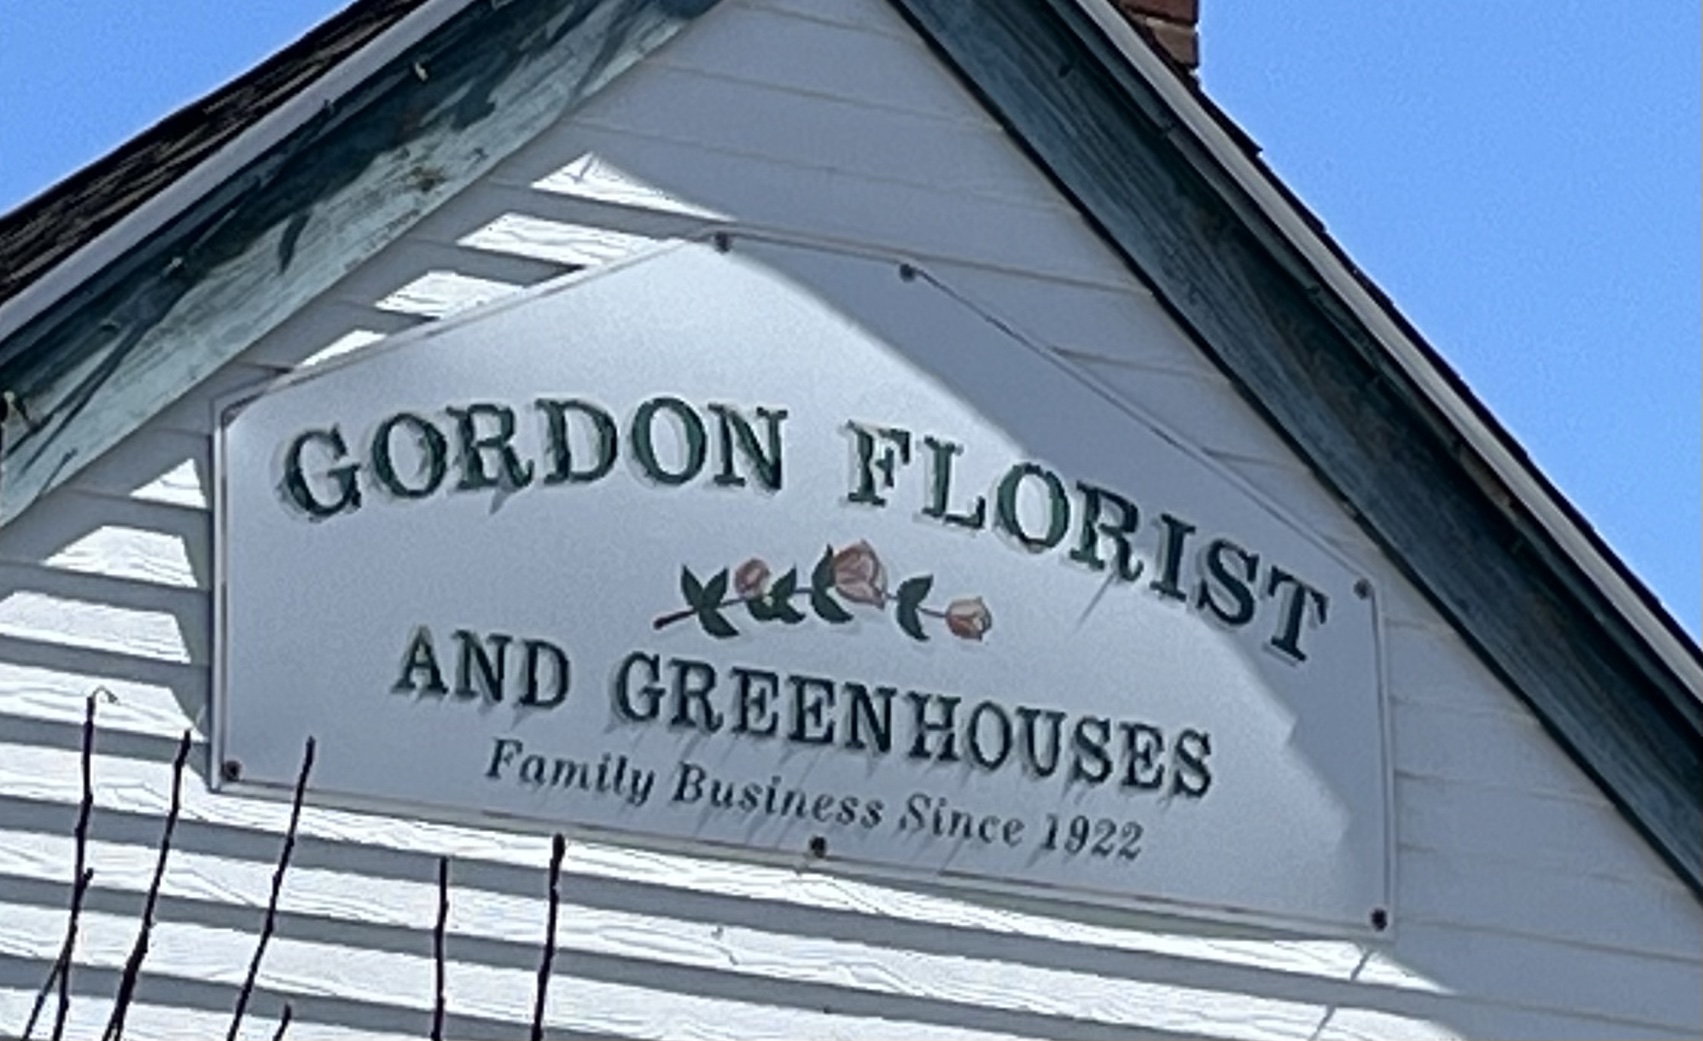 GORDON FLORIST
AND GREENHOUSES
Family Business Since 1922